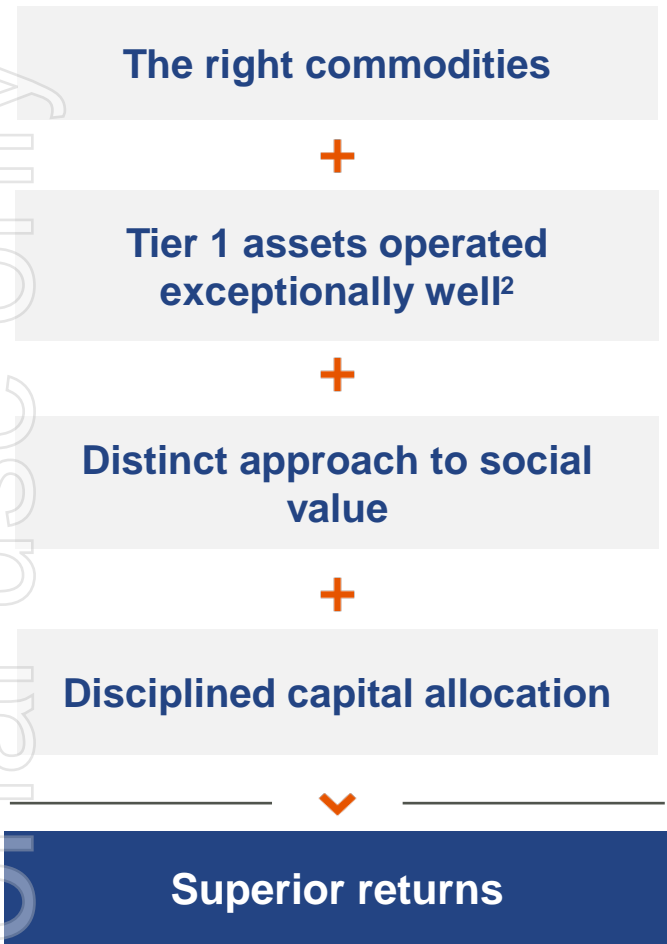 The right commodities
+
Tier 1 assets operated
exceptionally well²
+
Distinct approach to social
value
+
Disciplined capital allocation
Superior returns